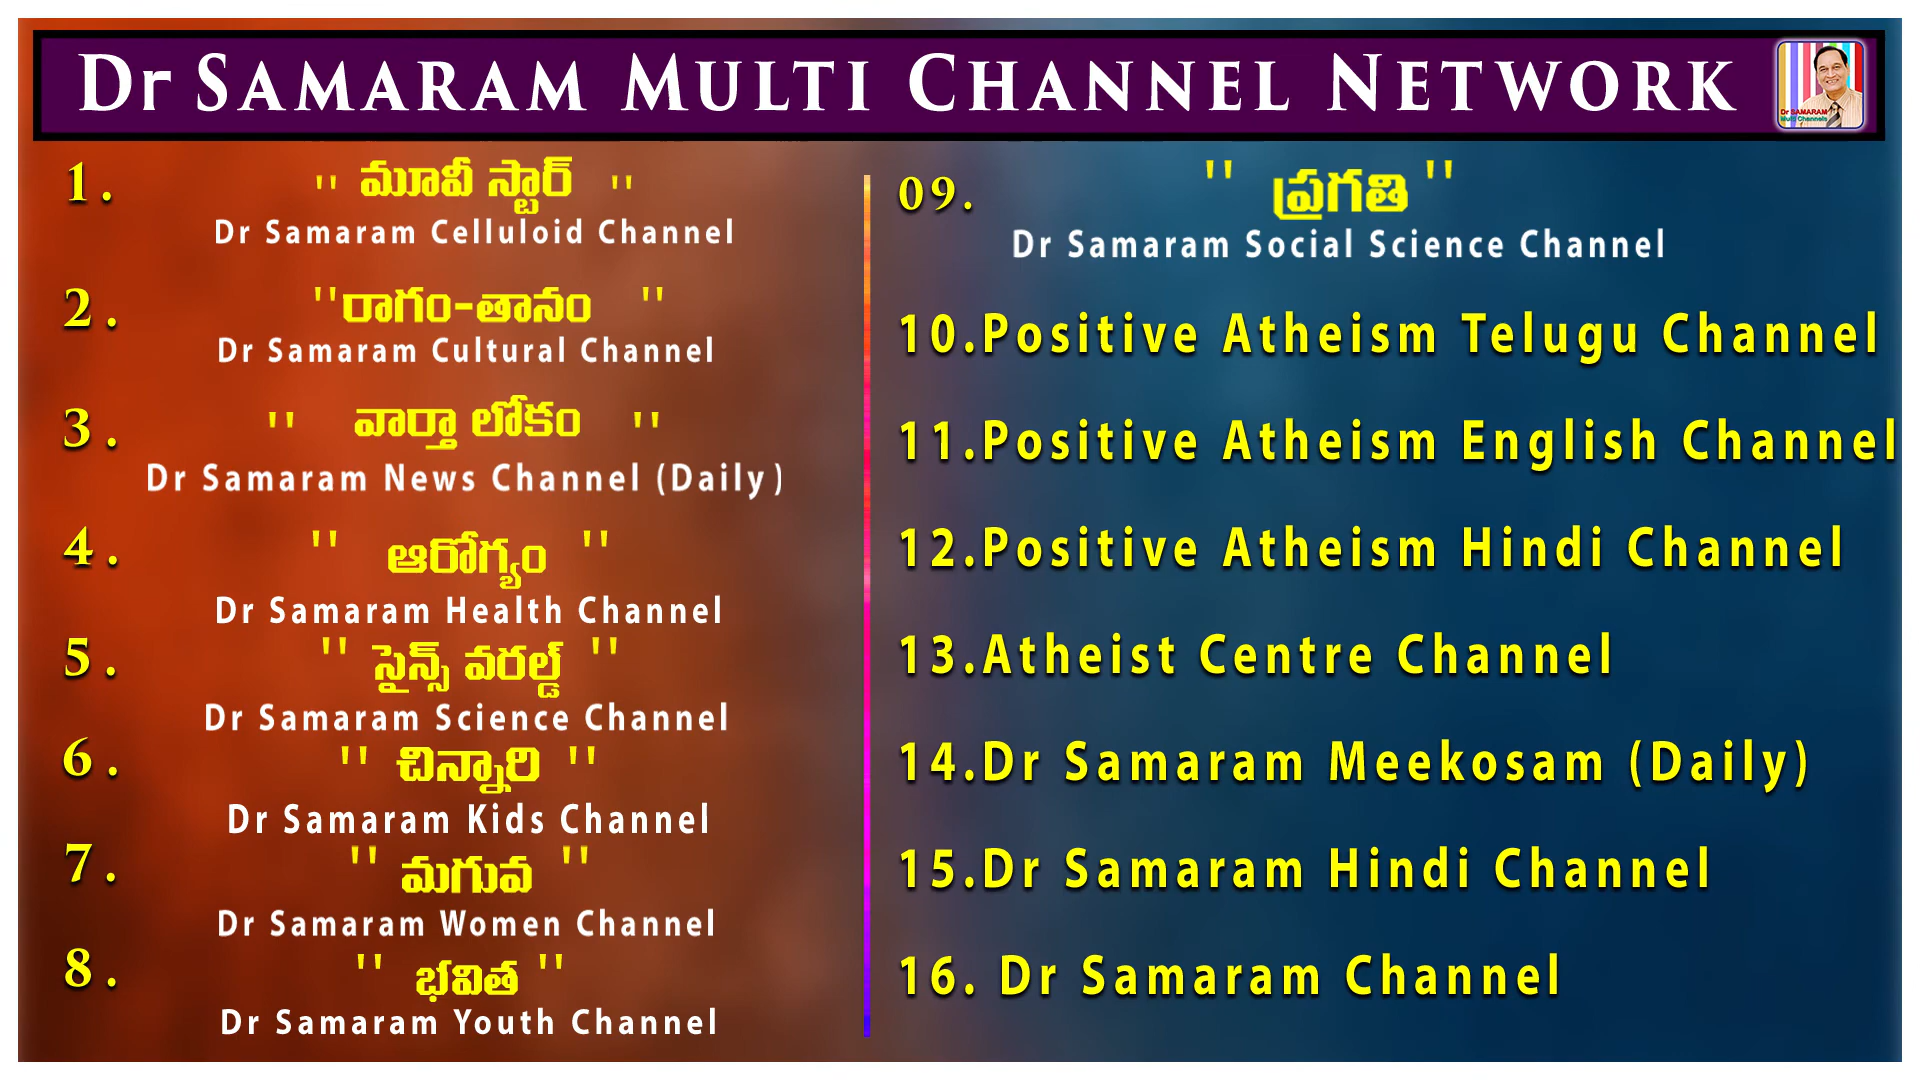 Dr SAMARAM MULTI CHANNEL NETWORK
Dr SAMARAM
Multi Channels
1. " మూవీ స్టార్ "
Dr Samaram Celluloid Channel
2. "రాగం-తానం "
Dr Samaram Cultural Channel
3. " వార్తా లోకం "
Dr Samaram News Channel (Daily)
4. " ఆరోగ్యం "
Dr Samaram Health Channel
5. " సైన్స్ వరల్డ్ "
Dr Samaram Science Channel
6. " చిన్నారి "
Dr Samaram Kids Channel
7. " మగువ "
Dr Samaram Women Channel
8. " భవిత "
Dr Samaram Youth Channel
09. " ప్రగతి "
Dr Samaram Social Science Channel
10.Positive Atheism Telugu Channel
11.Positive Atheism English Channel
12.Positive Atheism Hindi Channel
13.Atheist Centre Channel
14.Dr Samaram Meekosam (Daily)
15.Dr Samaram Hindi Channel
16. Dr Samaram Channel